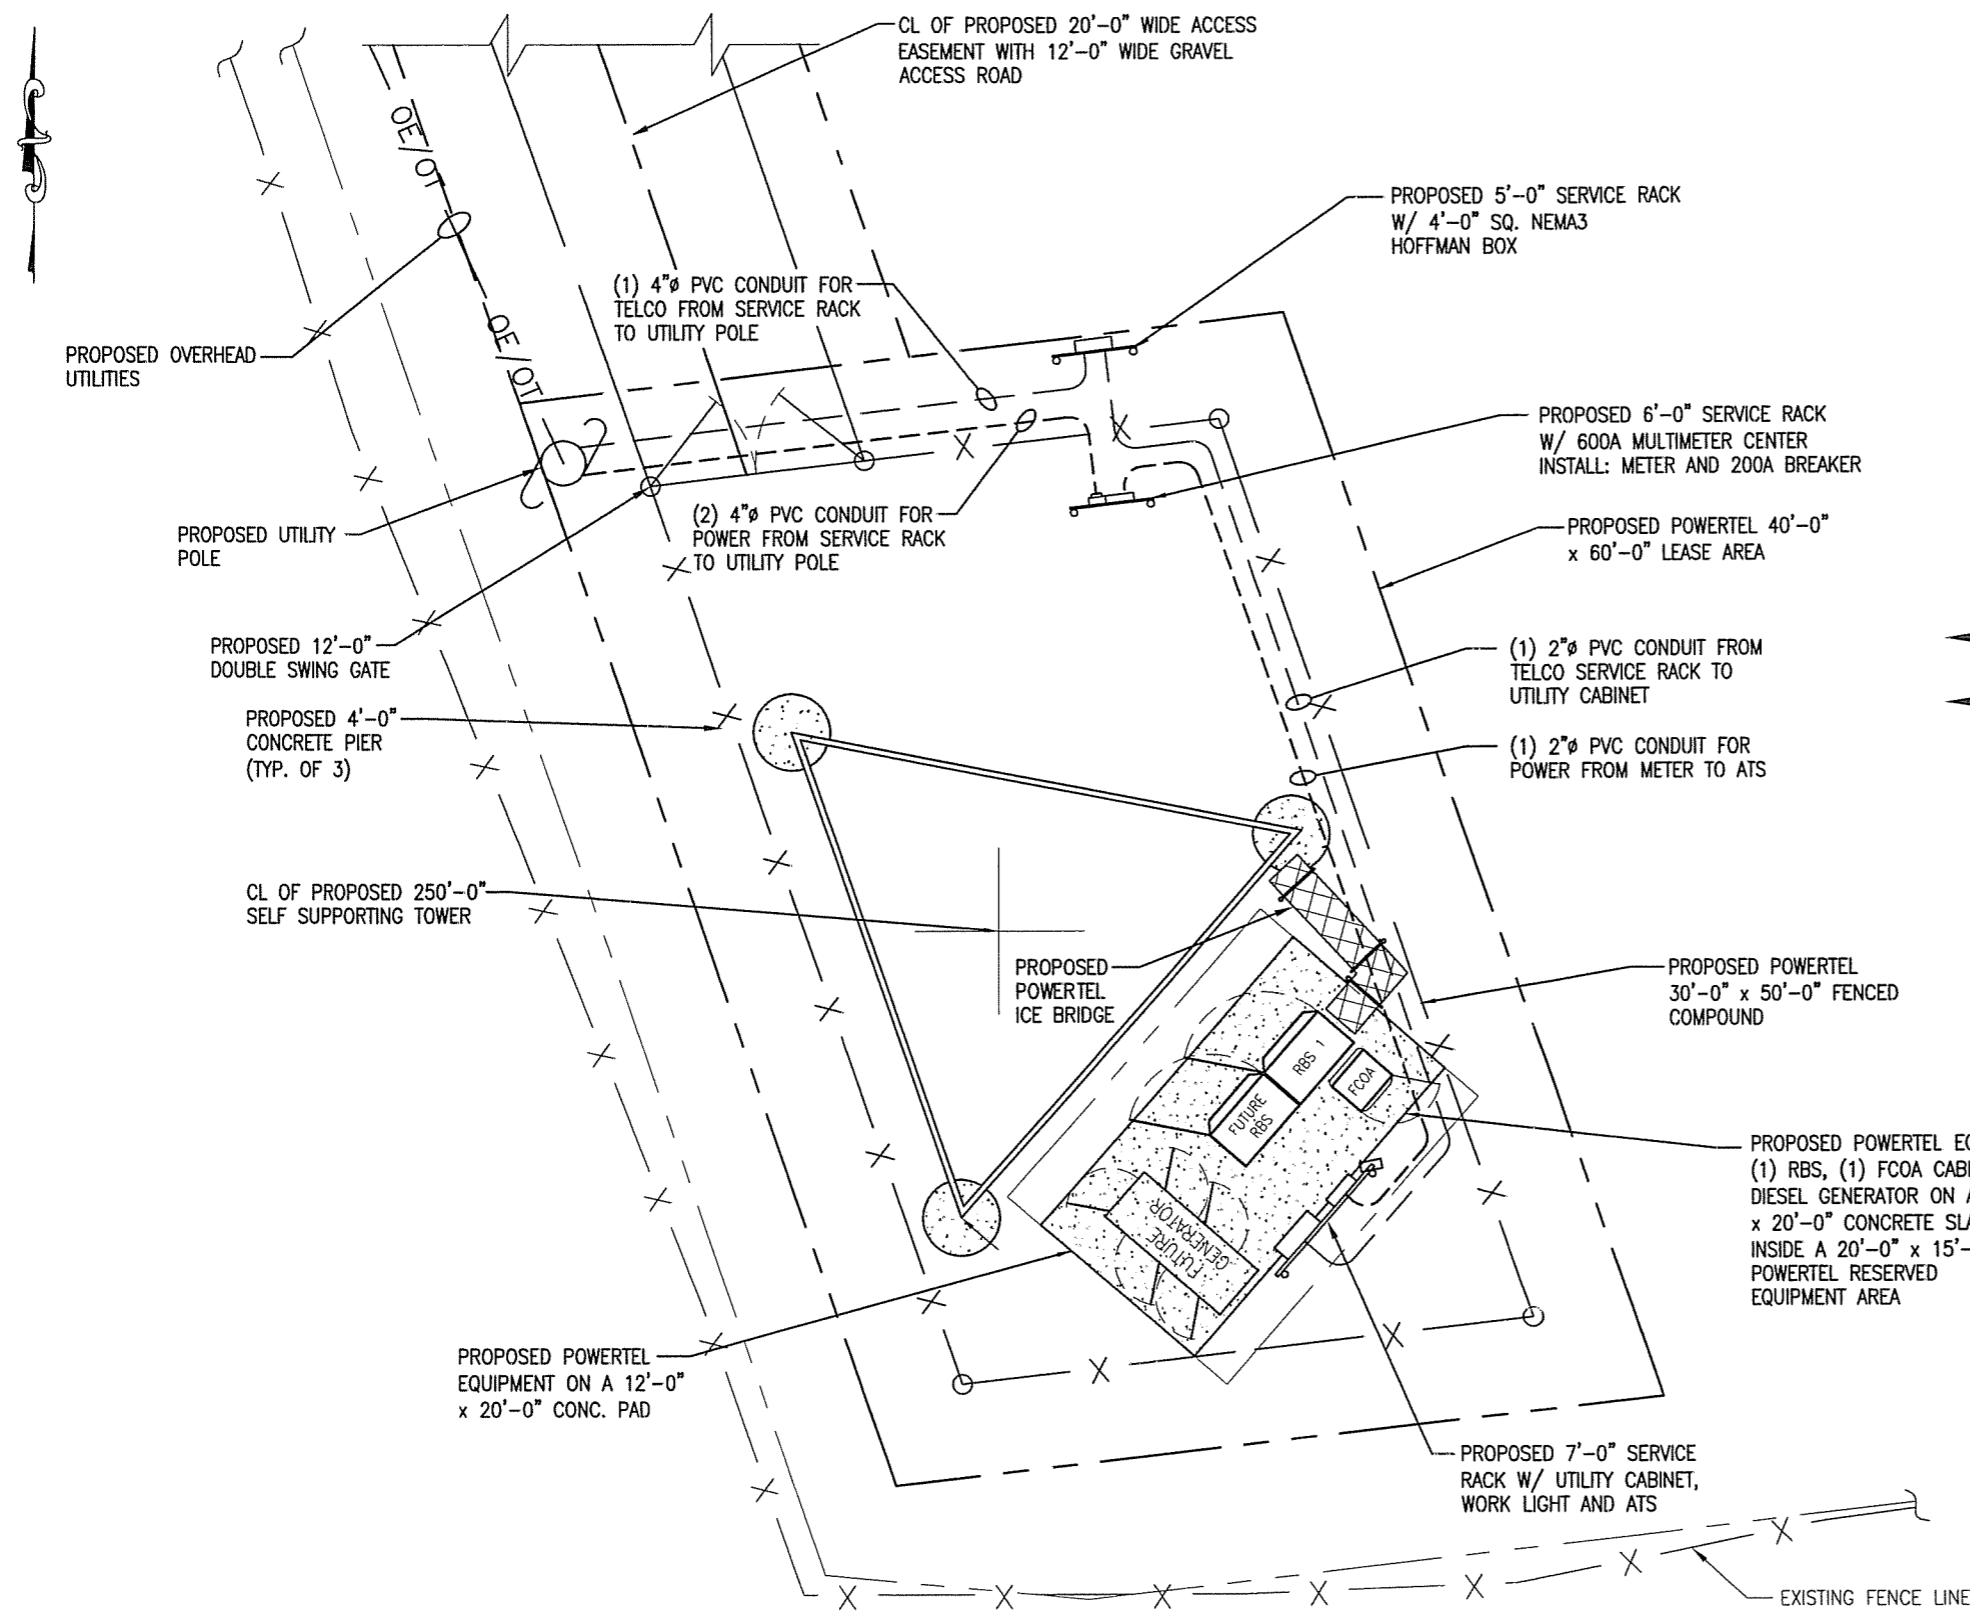 CL OF PROPOSED 20'-0" WIDE ACCESS
EASEMENT WITH 12'-0" WIDE GRAVEL
ACCESS ROAD
OE/OT
PROPOSED 5'-0" SERVICE RACK
W/ 4'-0" SQ. NEMA3
HOFFMAN BOX
(1) 4"ø PVC CONDUIT FOR
TELCO FROM SERVICE RACK
TO UTILITY POLE
PROPOSED OVERHEAD
UTILITIES
OE/OT
PROPOSED 6'-0" SERVICE RACK
W/ 600A MULTIMETER CENTER
INSTALL: METER AND 200A BREAKER
PROPOSED UTILITY
POLE
(2) 4"ø PVC CONDUIT FOR
POWER FROM SERVICE RACK
TO UTILITY POLE
PROPOSED POWERTEL 40'-0"
x 60'-0" LEASE AREA
PROPOSED 12'-0"
DOUBLE SWING GATE
(1) 2"ø PVC CONDUIT FROM
TELCO SERVICE RACK TO
UTILITY CABINET
PROPOSED 4'-0"
CONCRETE PIER
(TYP. OF 3)
(1) 2"ø PVC CONDUIT FOR
POWER FROM METER TO ATS
CL OF PROPOSED 250'-0"
SELF SUPPORTING TOWER
PROPOSED
POWERTEL
ICE BRIDGE
PROPOSED POWERTEL
30'-0" x 50'-0" FENCED
COMPOUND
RBS 1
FCOA
FUTURE
RBS
FUTURE
GENERATOR
PROPOSED POWERTEL
(1) RBS, (1) FCOA
DIESEL GENERATOR ON
x 20'-0" CONCRETE
INSIDE A 20'-0" x 15'-
POWERTEL RESERVED
EQUIPMENT AREA
PROPOSED POWERTEL
EQUIPMENT ON A 12'-0"
x 20'-0" CONC. PAD
PROPOSED 7'-0" SERVICE
RACK W/ UTILITY CABINET,
WORK LIGHT AND ATS
EXISTING FENCE LINE